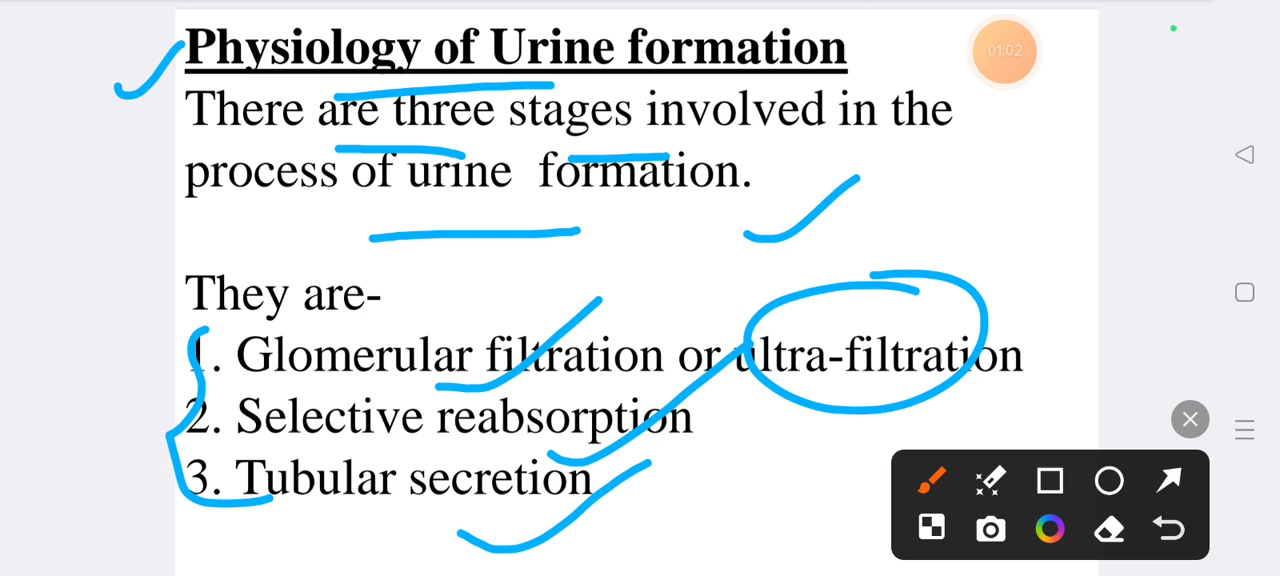 Physiology of Urine formation
01:02
There are three stages involved in the
process of urine formation.
They are-
1. Glomerular filtration or ultra-filtration
2. Selective reabsorption
3. Tubular secretion